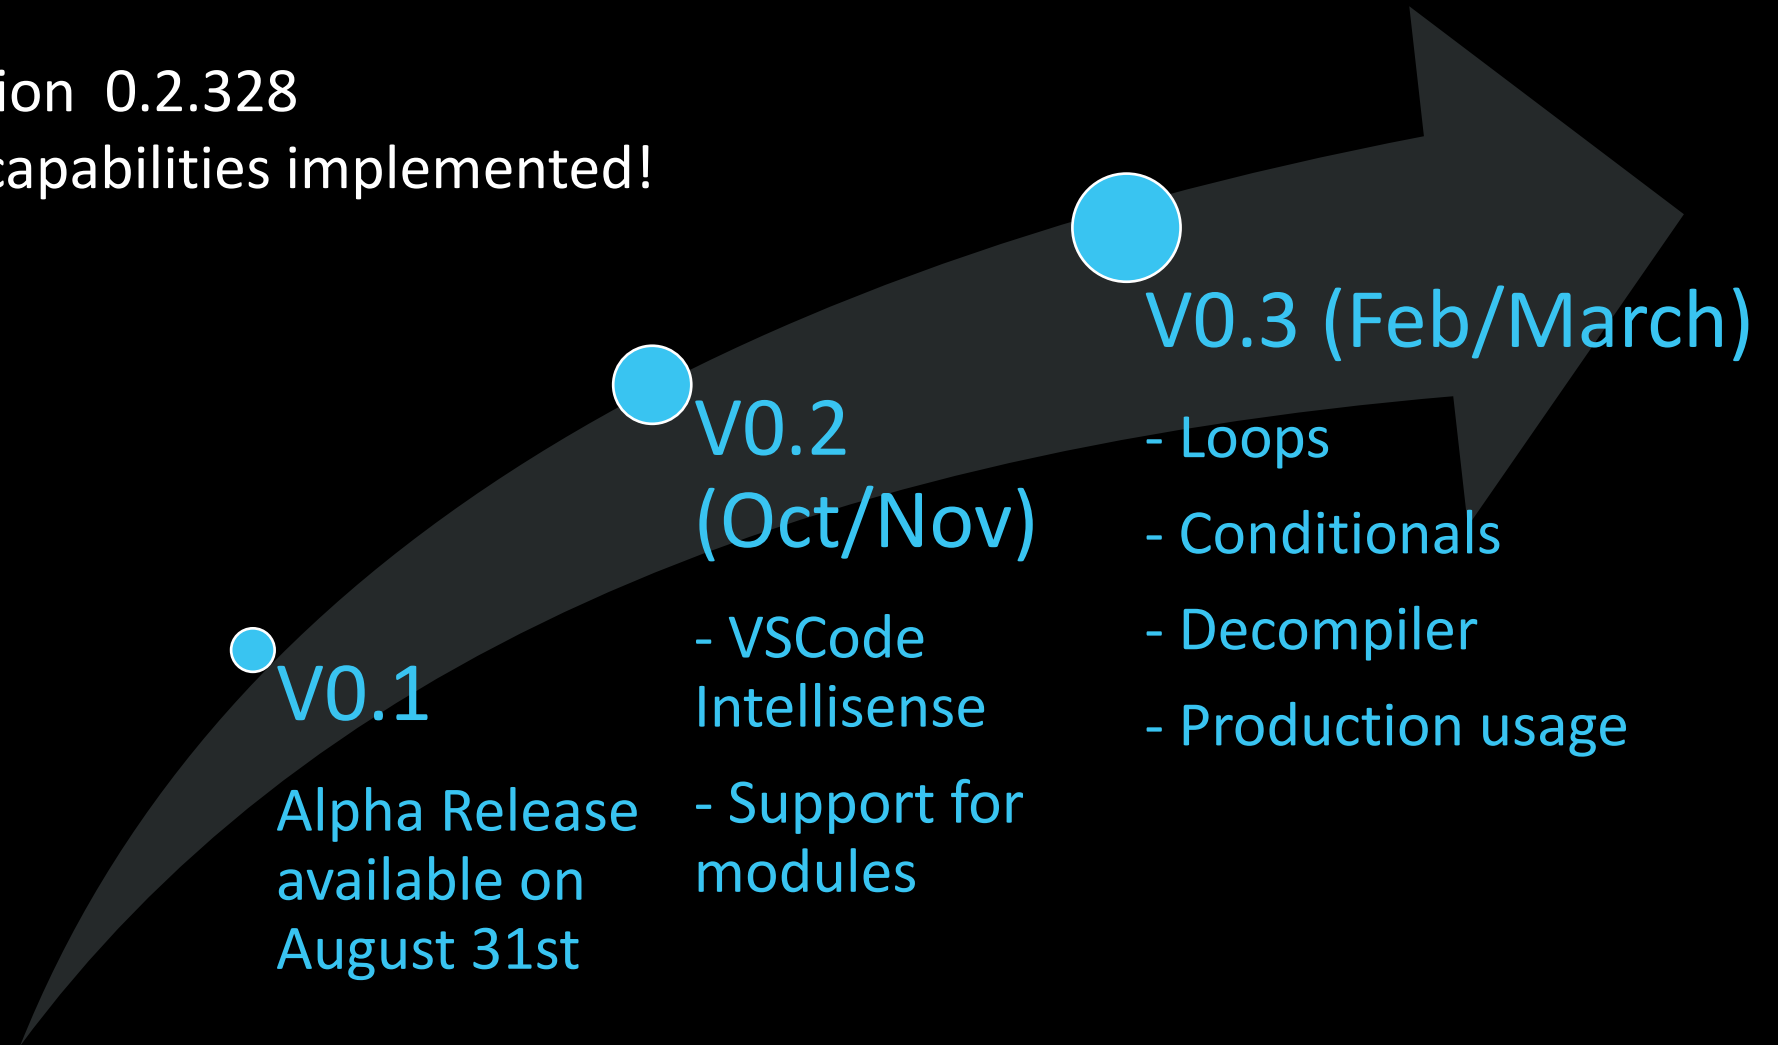 ion 0.2.328
capabilities implemented!
V0.1
Alpha Release
available on
August 31st
V0.2
(Oct/Nov)
- VSCode
Intellisense
- Support for
modules
V0.3 (Feb/March)
- Loops
- Conditionals
- Decompiler
- Production usage